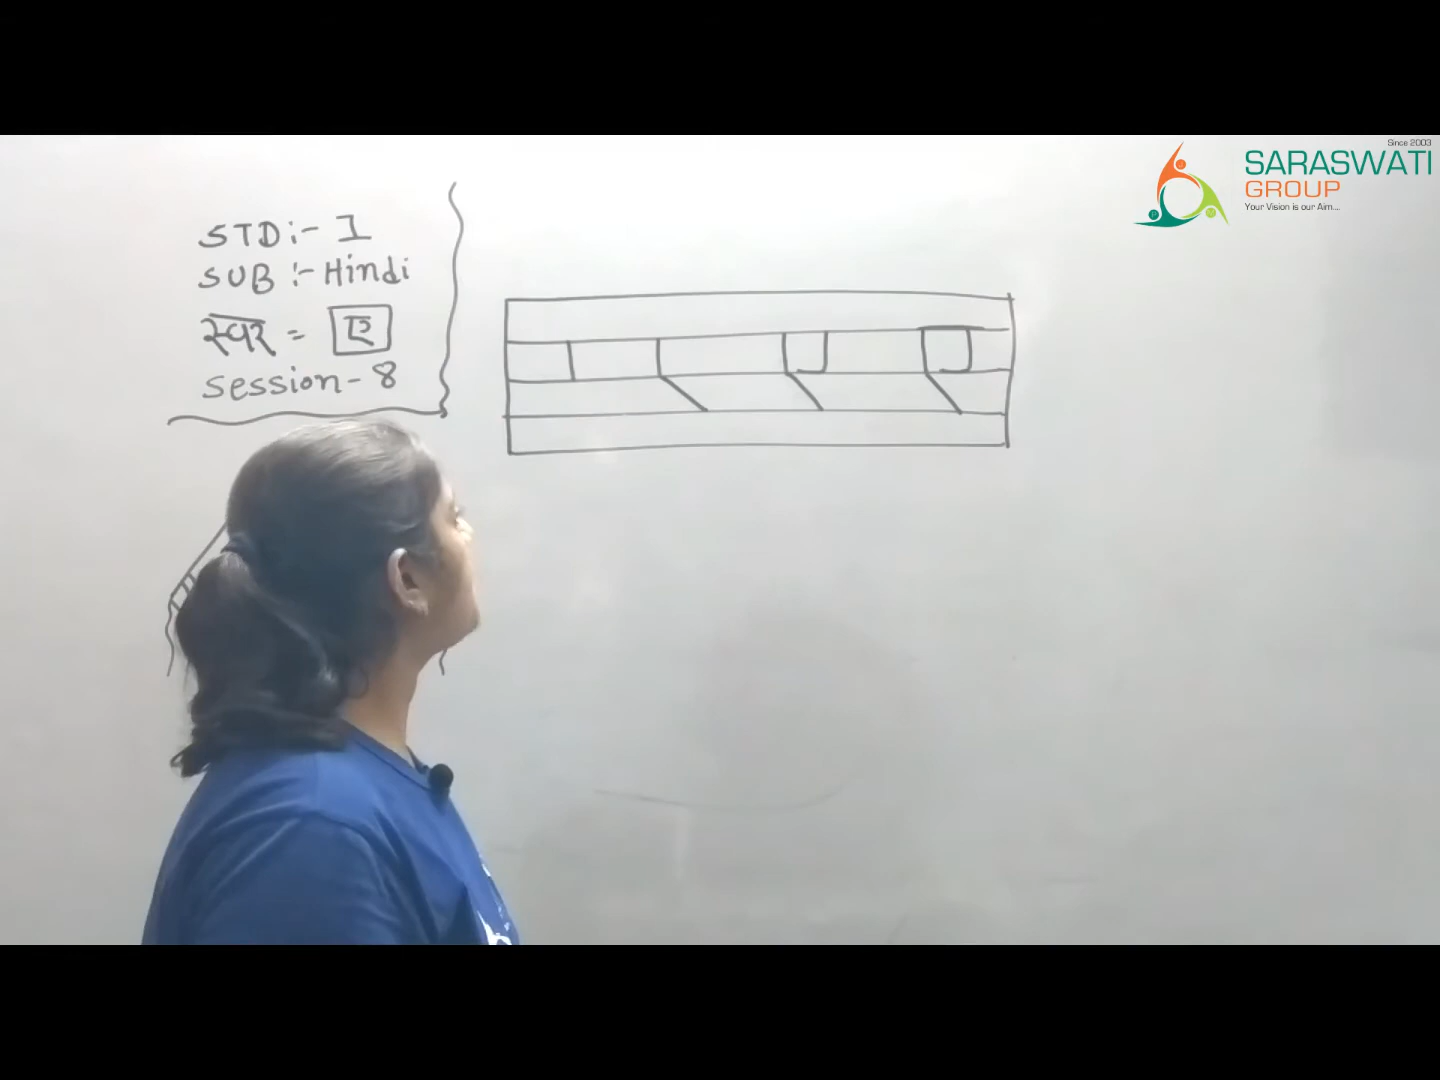 STD:- I
SUB :- Hindi
स्वर = ए
Session - 8
Since 2003
SARASWATI
GROUP
Your Vision is our Aim....